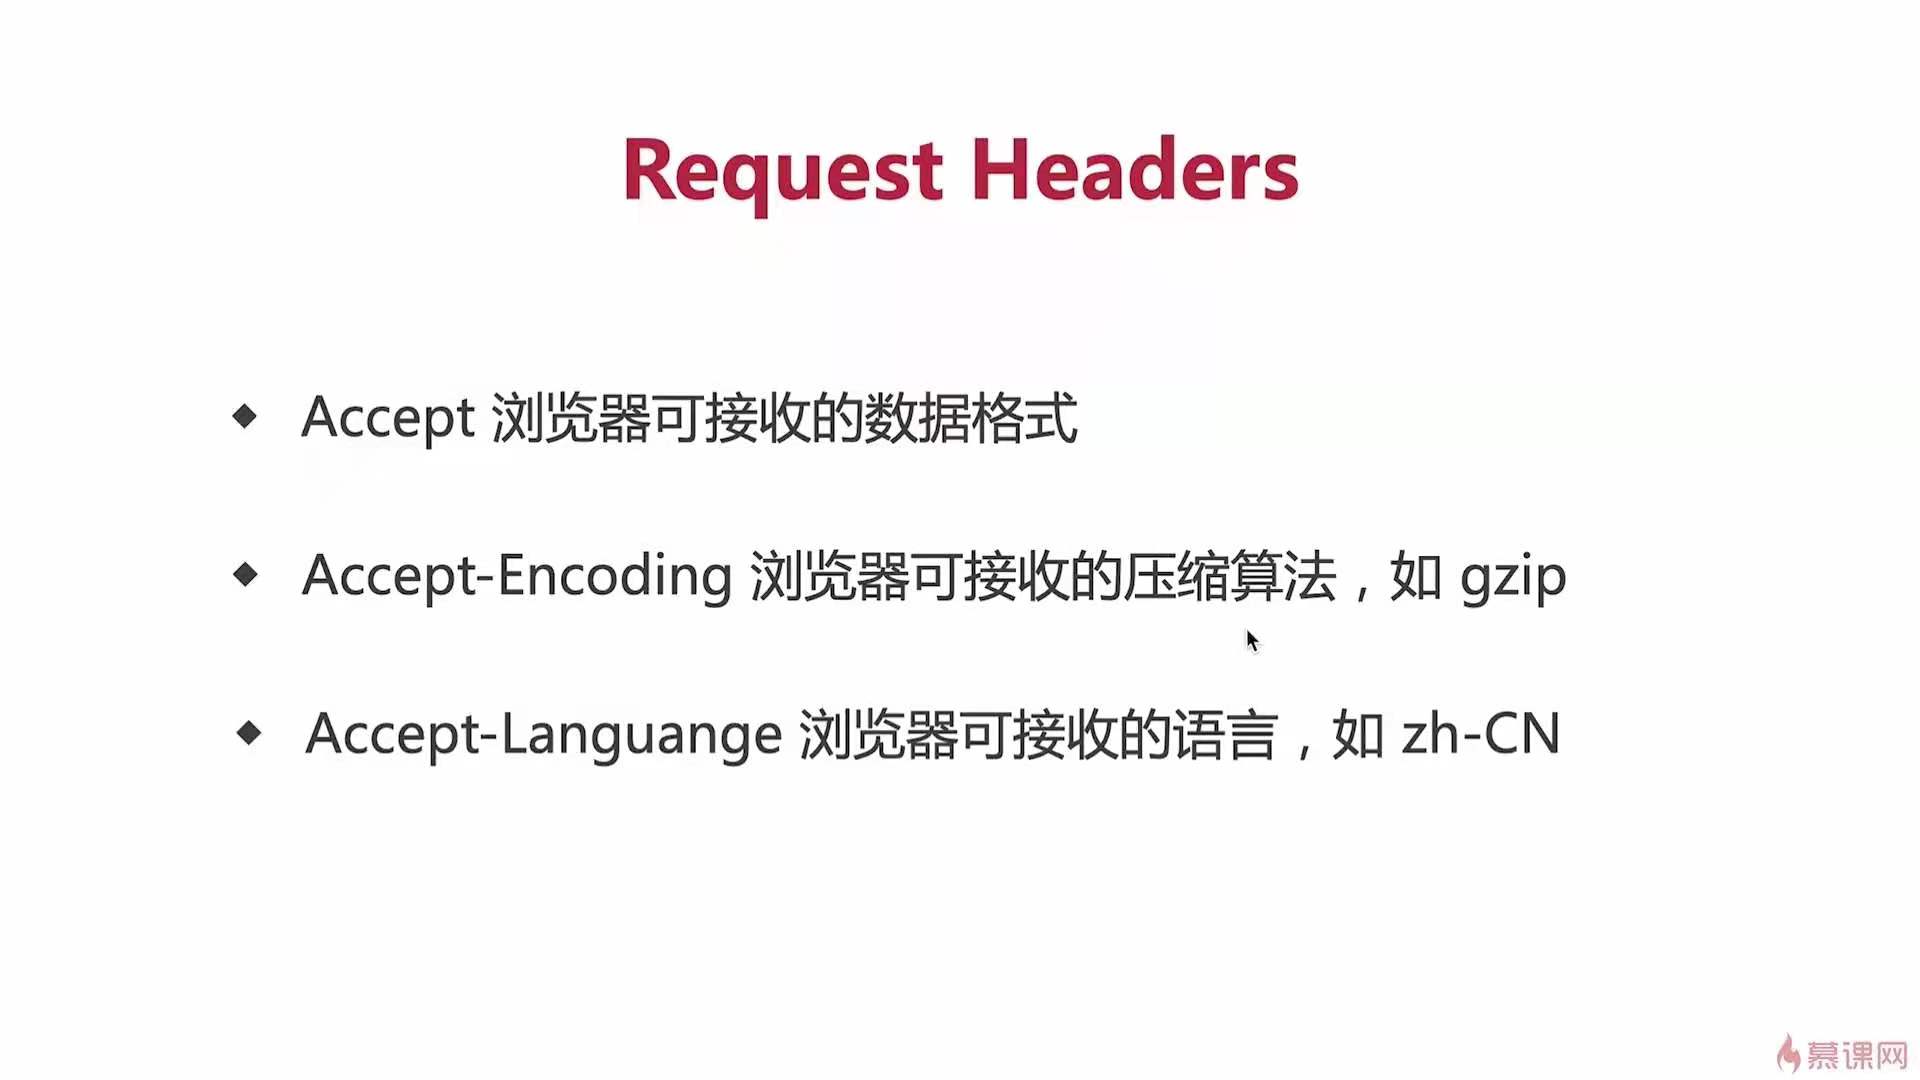 Request Headers
Accept 浏览器可接收的数据格式
Accept-Encoding 浏览器可接收的压缩算法，如 gzip
Accept-Languange 浏览器可接收的语言，如 zh-CN
慕课网